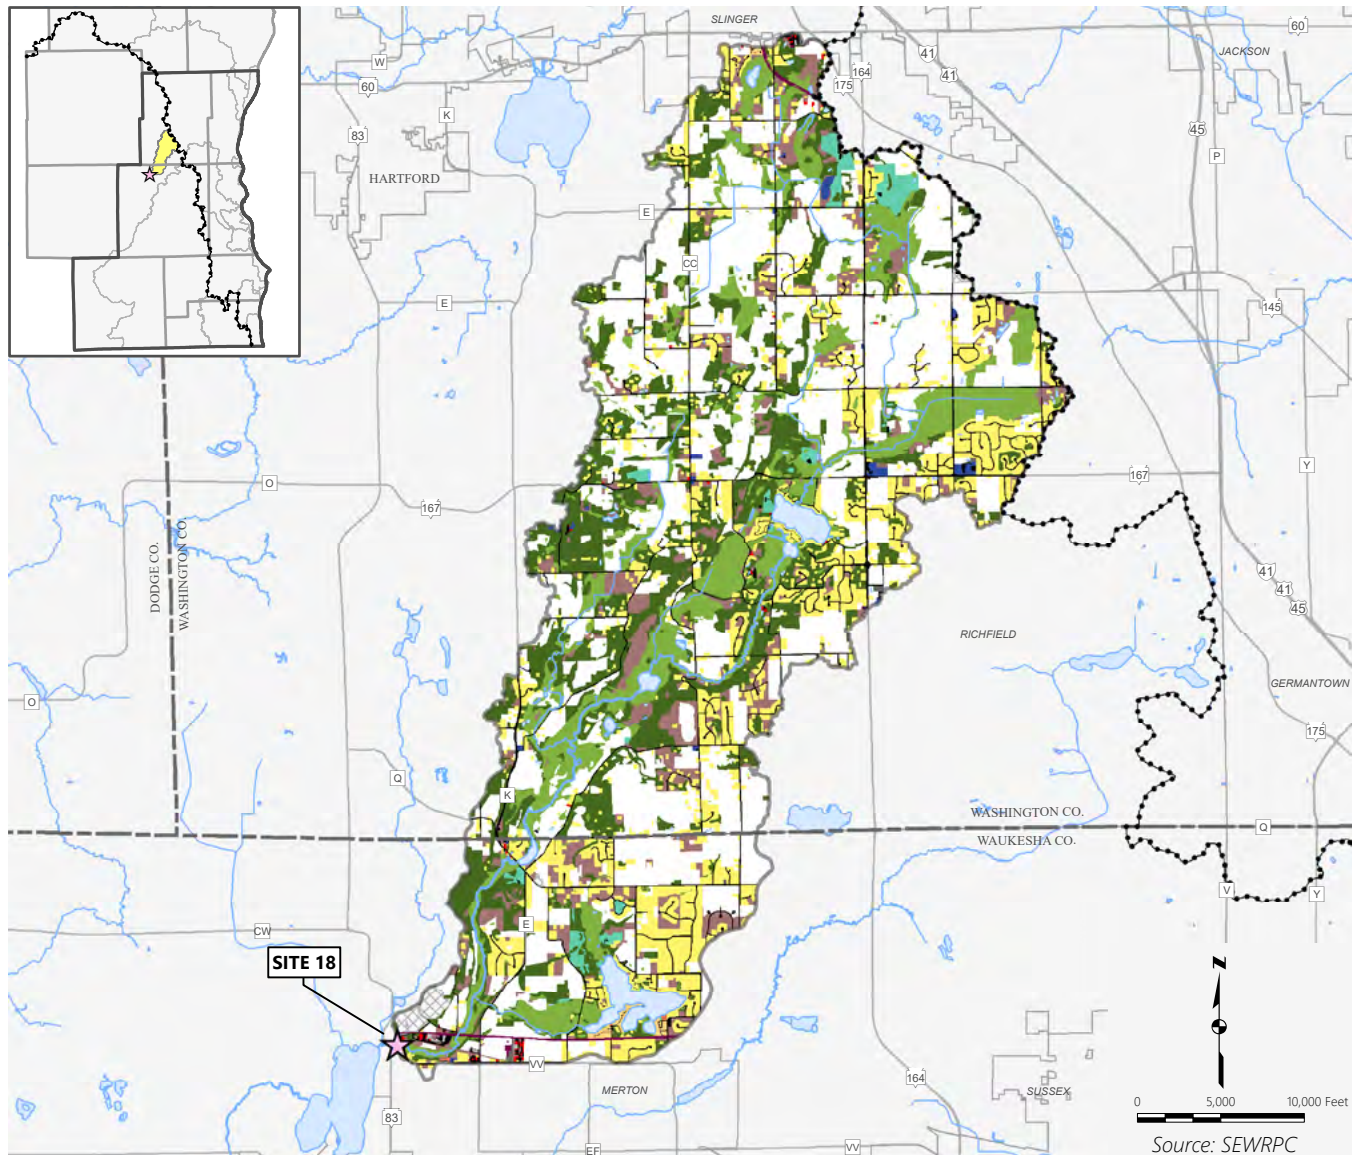 SLINGER
60
41
JACKSON
W
164
41
60
175
K
83
45
P
HARTFORD
E
CC
E
145
O
167
167
Y
DODGE CO.
WASHINGTON CO.
41
41
45
RICHFIELD
O
GERMANTOWN
175
Q
K
WASHINGTON CO.
Q
WAUKESHA CO.
V
Y
E
CW
SITE 18
Z
VV
164
MERTON
SUSSEX
0 5,000 10,000 Feet
83
EF
VV
Source: SEWRPC